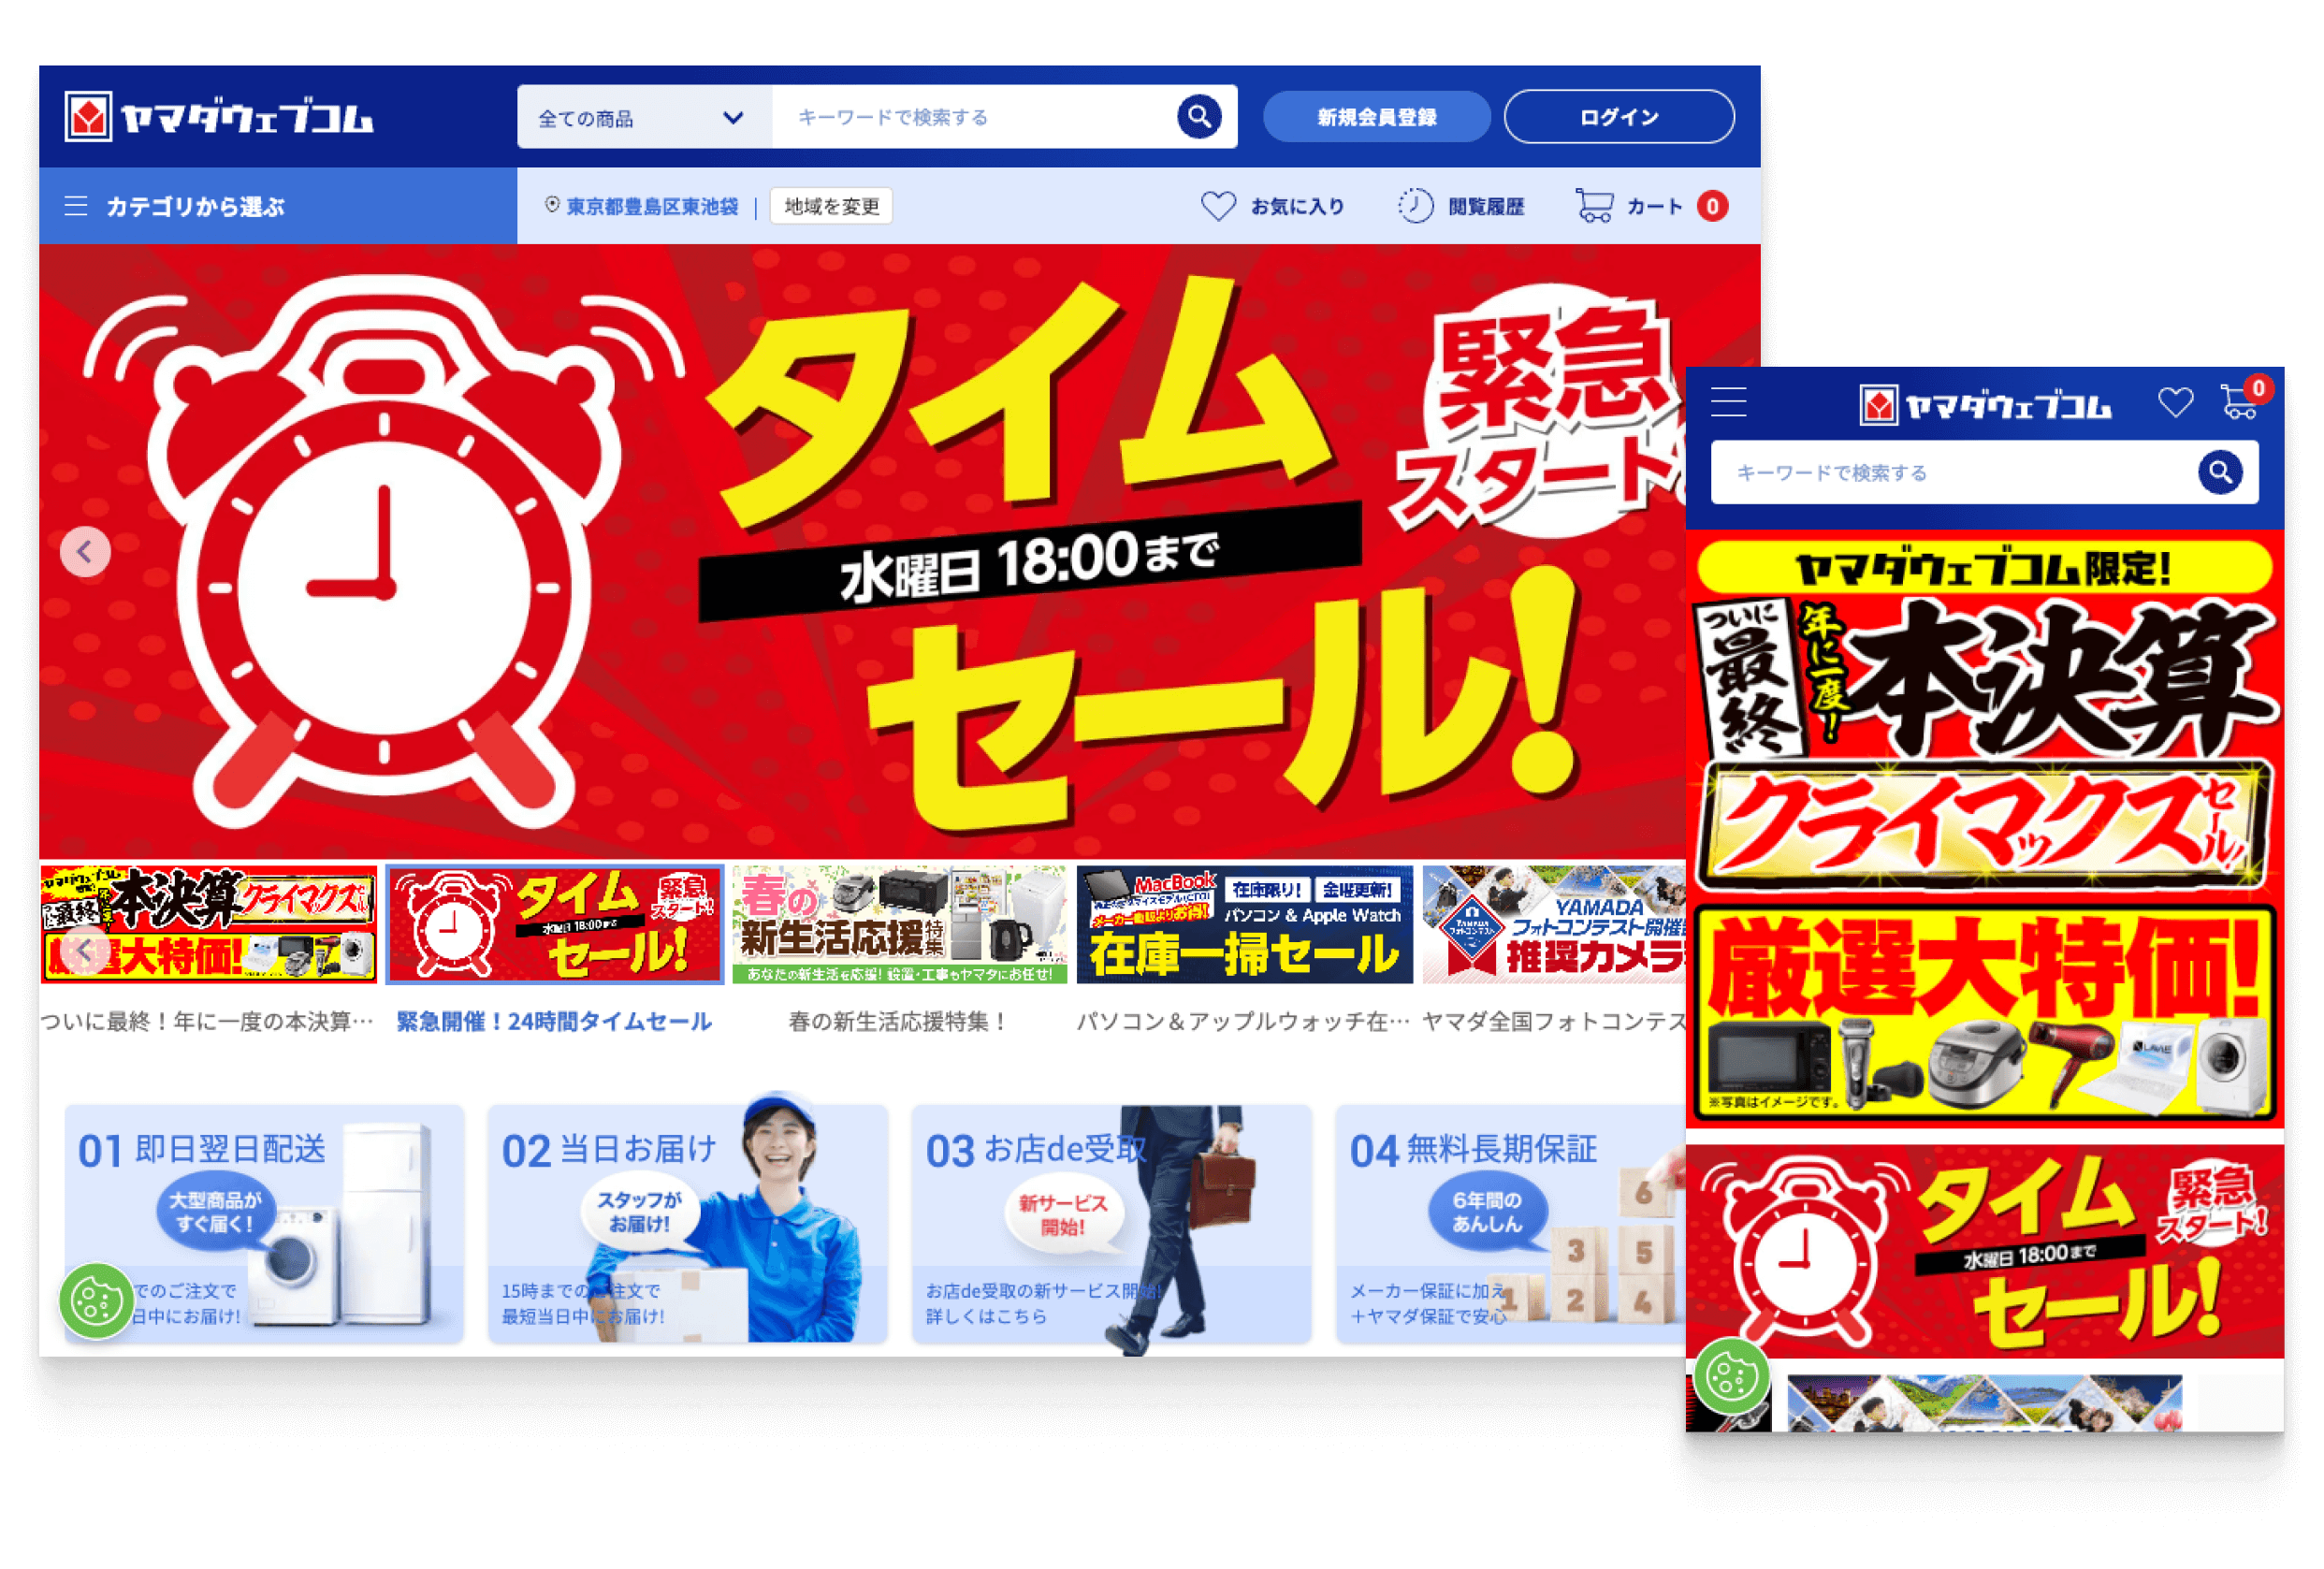 ヤマダウェブコム
全ての商品
キーワードで検索する
新規会員登録
ログイン
カテゴリから選ぶ
東京都豊島区東池袋
地域を変更
お気に入り
閲覧履歴
カート 0
タイム
水曜日 18:00まで
セール!
緊急
スタート
最終
本決算
クライマックス
厳選大特価!
タイム
水曜日 18:00まで
セール!
緊急
スタート!
春の
新生活応援特集
あなたの新生活を応援! 設置・工事もヤマダにお任せ!
MacBook
在庫限り! 金曜更新!
パソコン & Apple Watch
在庫一掃セール
YAMADA
フォトコンテスト
YAMADA
フォトコンテスト開催
推奨カメラ
ついに最終！年に一度の本決算…
緊急開催！24時間タイムセール
春の新生活応援特集！
パソコン＆アップルウォッチ在…
ヤマダ全国フォトコンテス
01 即日翌日配送
大型商品が
すぐ届く!
でのご注文で
日中にお届け!
02 当日お届け
スタッフが
お届け!
15時までのご注文で
最短当日中にお届け!
03 お店de受取
新サービス
開始!
お店de受取の新サービス開始!
詳しくはこちら
04 無料長期保証
6年間の
あんしん
メーカー保証に加え
＋ヤマダ保証で安心
6
3 5
1 2 4
ヤマダウェブコム
0
キーワードで検索する
ヤマダウェブコム限定!
ついに
最終
年に一度!
本決算
クライマックスセール!!
厳選大特価!
LAVIE
※写真はイメージです。
タイム
水曜日 18:00まで
セール!
緊急
スタート!